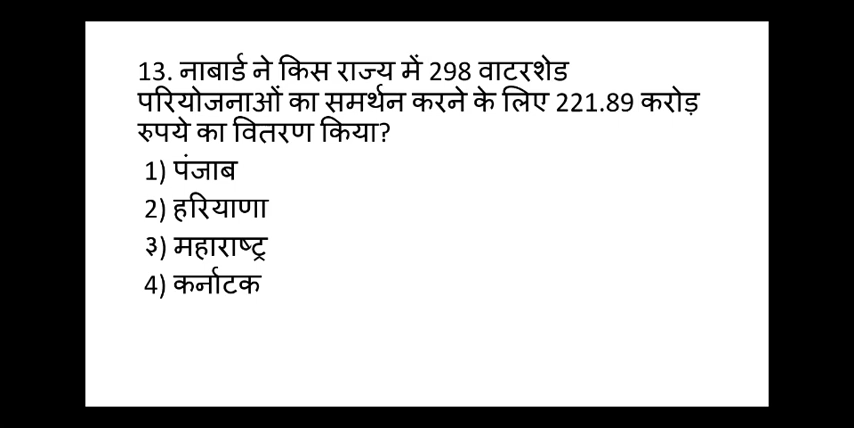 13. नाबार्ड ने किस राज्य में 298 वाटरशेड
परियोजनाओं का समर्थन करने के लिए 221.89 करोड़
रुपये का वितरण किया?
1) पंजाब
2) हरियाणा
३) महाराष्ट्र
4) कर्नाटक